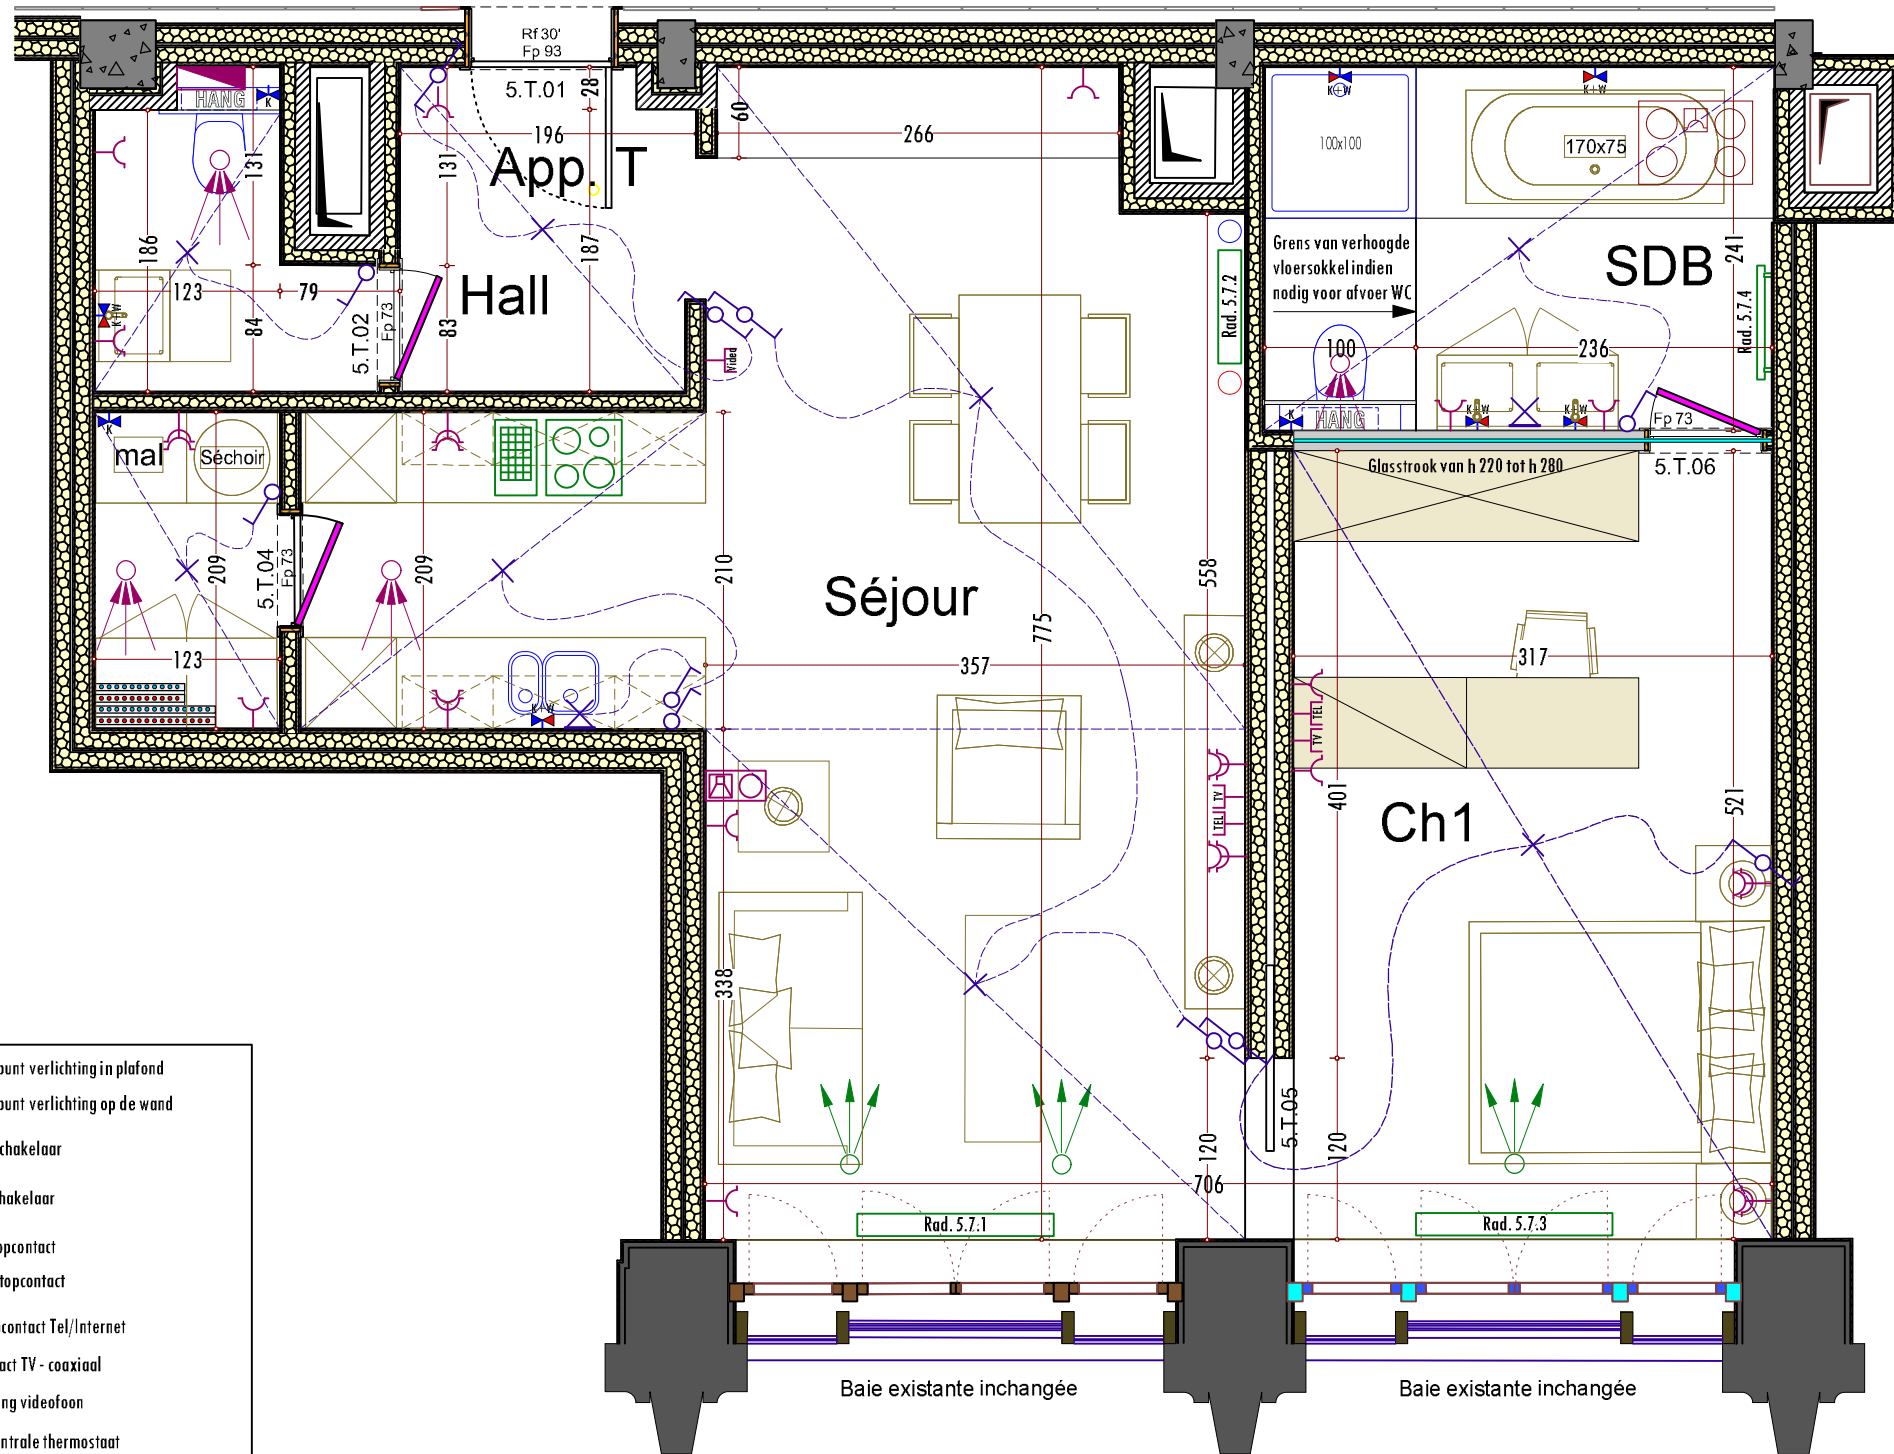 Rf 30'
Fp 93
5.T.01
28
196
App. T
131
187
Hall
83
HANG
K
131
186
123
79
84
K+W
5.T.02
Fp 73
60
266
Video
Rad. 5.7.2
K+W
100x100
K+W
170x75
Grens van verhoogde
vloersokkel indien
nodig voor afvoer WC
SDB
241
Rad. 5.7.4
100
236
K
HANG
K+W
K+W
Fp 73
5.T.06
Glasstrook van h 220 tot h 280
K
mal
Séchoir
209
5.T.04
Fp 73
123
209
210
K+W
Séjour
558
775
357
317
TEL
TV
TV
TEL
401
521
Ch1
338
5.T.05
120
120
706
Rad. 5.7.1
Rad. 5.7.3
Baie existante inchangée
Baie existante inchangée
punt verlichting in plafond
punt verlichting op de wand
chakelaar
hakelaar
opcontact
topcontact
contact Tel/Internet
act TV - coaxiaal
ng videofoon
ntrale thermostaat